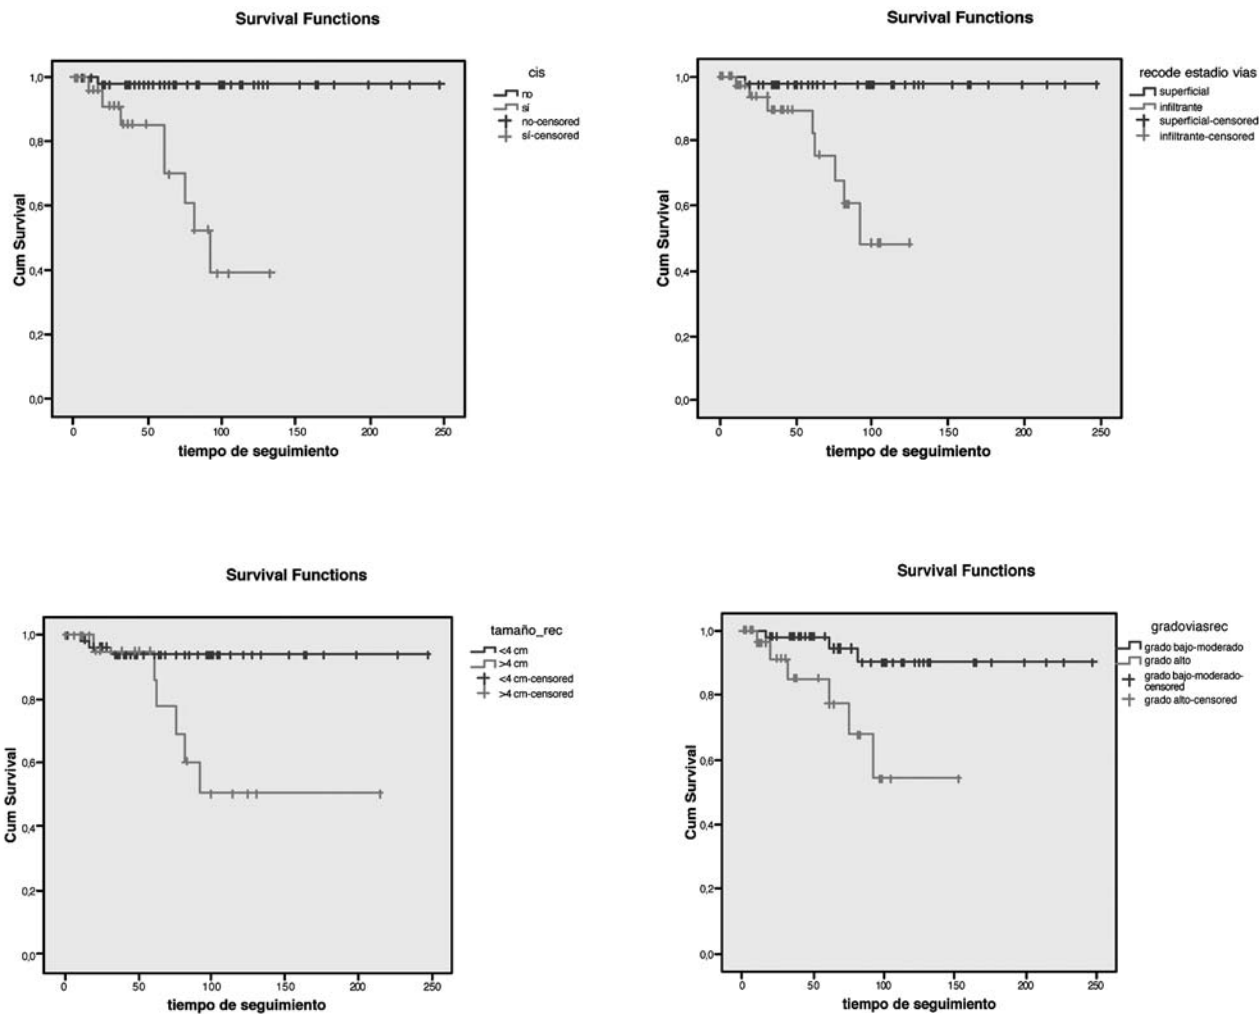 Survival Functions
Cum Survival
1,0
0,8
0,6
0,4
0,2
0,0
0
50
100
150
200
250
tiempo de seguimiento
cis
no
sí
no-censored
sí-censored
Survival Functions
Cum Survival
1,0
0,8
0,6
0,4
0,2
0,0
0
50
100
150
200
250
tiempo de seguimiento
recode estadio vias
superficial
infiltrante
superficial-censored
infiltrante-censored
Survival Functions
Cum Survival
1,0
0,8
0,6
0,4
0,2
0,0
0
50
100
150
200
250
tiempo de seguimiento
tamaño_rec
<4 cm
>4 cm
<4 cm-censored
>4 cm-censored
Survival Functions
Cum Survival
1,0
0,8
0,6
0,4
0,2
0,0
0
50
100
150
200
250
tiempo de seguimiento
gradoviasrec
grado bajo-moderado
grado alto
grado bajo-moderado-
censored
grado alto-censored